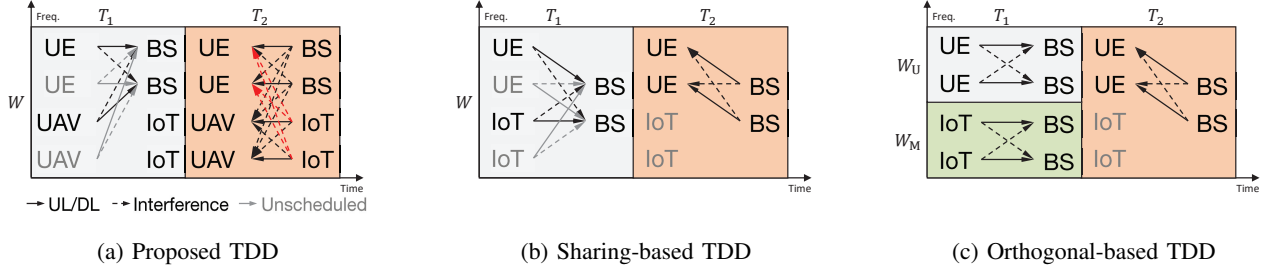 Freq. T₁ T₂
UE BS UE BS
UE BS UE BS
W
UAV IoT UAV IoT
UAV IoT UAV IoT
Time
UL/DL Interference Unscheduled
(a) Proposed TDD
Freq. T₁ T₂
UE UE
UE BS UE BS
W
IoT BS IoT BS
IoT IoT
Time
(b) Sharing-based TDD
Freq. T₁ T₂
UE BS UE
W_U
UE BS UE BS
IoT BS IoT BS
W_M
IoT BS IoT
Time
(c) Orthogonal-based TDD